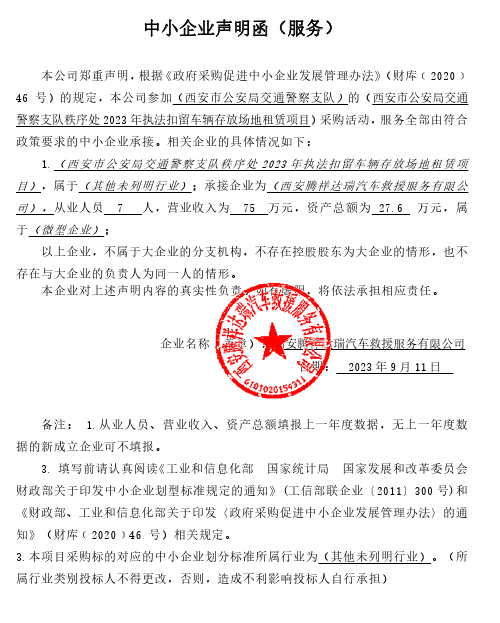 中小企业声明函（服务）
本公司郑重声明，根据《政府采购促进中小企业发展管理办法》（财库﹝2020﹞
46 号）的规定，本公司参加（西安市公安局交通警察支队）的（西安市公安局交通
警察支队秩序处2023年执法扣留车辆存放场地租赁项目）采购活动，服务全部由符合
政策要求的中小企业承接。相关企业的具体情况如下：
1.（西安市公安局交通警察支队秩序处2023年执法扣留车辆存放场地租赁项
目），属于（其他未列明行业）；承接企业为（西安腾祥达瑞汽车救援服务有限公
司），从业人员 7 人，营业收入为 75 万元，资产总额为 27.6 万元，属
于（微型企业）；
以上企业，不属于大企业的分支机构，不存在控股股东为大企业的情形，也不
存在与大企业的负责人为同一人的情形。
本企业对上述声明内容的真实性负责。如有虚假，将依法承担相应责任。
企业名称（盖章）：西安腾祥达瑞汽车救援服务有限公司
日期： 2023年9月11日
西安腾祥达瑞汽车救援服务有限公司
备注： 1.从业人员、营业收入、资产总额填报上一年度数据，无上一年度数
据的新成立企业可不填报。
3. 填写前请认真阅读《工业和信息化部 国家统计局 国家发展和改革委员会
财政部关于印发中小企业划型标准规定的通知》(工信部联企业〔2011〕300号)和
《财政部、工业和信息化部关于印发〈政府采购促进中小企业发展管理办法〉的通
知》（财库﹝2020﹞46 号）相关规定。
3.本项目采购标的对应的中小企业划分标准所属行业为（其他未列明行业）。（所
属行业类别投标人不得更改，否则，造成不利影响投标人自行承担）